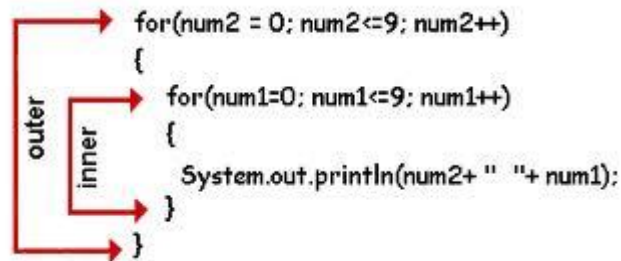 for(num2 = 0; num2<=9; num2++)
{
for(num1=0; num1<=9; num1++)
{
System.out.println(num2+ "  "+ num1);
}
}
outer
inner